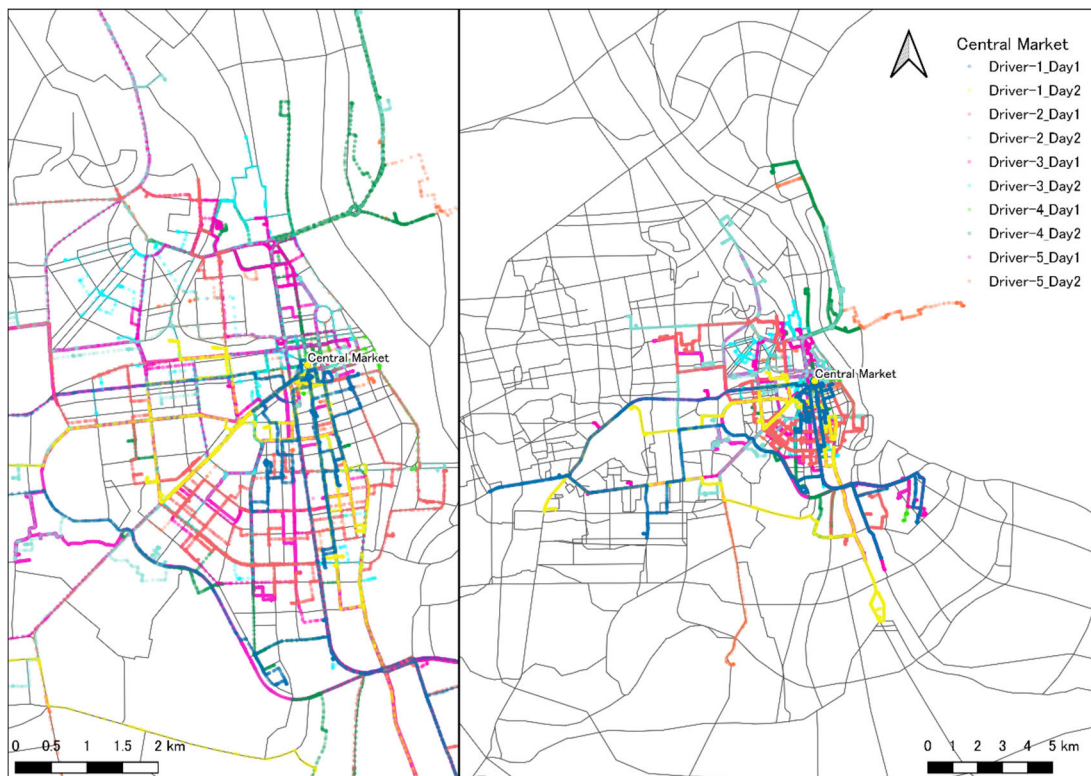 Central Market
0 0.5 1 1.5 2 km
Central Market
Driver-1_Day1
Driver-1_Day2
Driver-2_Day1
Driver-2_Day2
Driver-3_Day1
Driver-3_Day2
Driver-4_Day1
Driver-4_Day2
Driver-5_Day1
Driver-5_Day2
Central Market
0 1 2 3 4 5 km